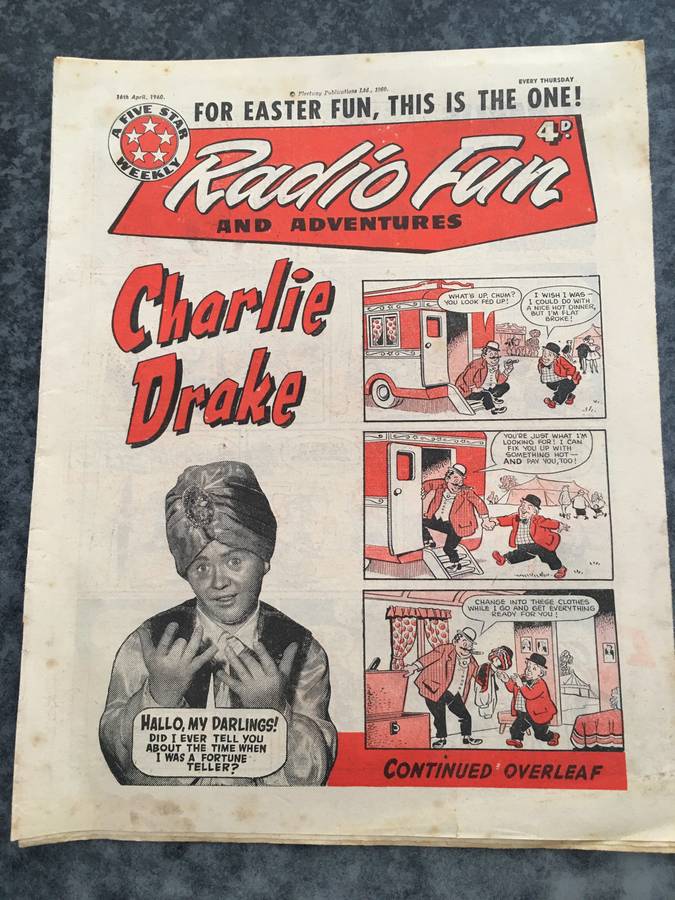 16th April, 1960.
© Fleetway Publications Ltd., 1960.
EVERY THURSDAY
FOR EASTER FUN, THIS IS THE ONE!
A FIVE STAR
WEEKLY
4D.
Radio Fun
AND ADVENTURES
Charlie
Drake
WHAT'S UP, CHUM?
YOU LOOK FED UP!
I WISH I WAS —
I COULD DO WITH
A NICE HOT DINNER,
BUT I'M FLAT
BROKE!
YOU'RE JUST WHAT I'M
LOOKING FOR! I CAN
FIX YOU UP WITH
SOMETHING HOT —
AND PAY YOU, TOO!
CHANGE INTO THESE CLOTHES
WHILE I GO AND GET EVERYTHING
READY FOR YOU!
HALLO, MY DARLINGS!
DID I EVER TELL YOU
ABOUT THE TIME WHEN
I WAS A FORTUNE
TELLER?
CONTINUED OVERLEAF